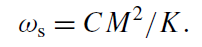 ωₛ = CM²/K.